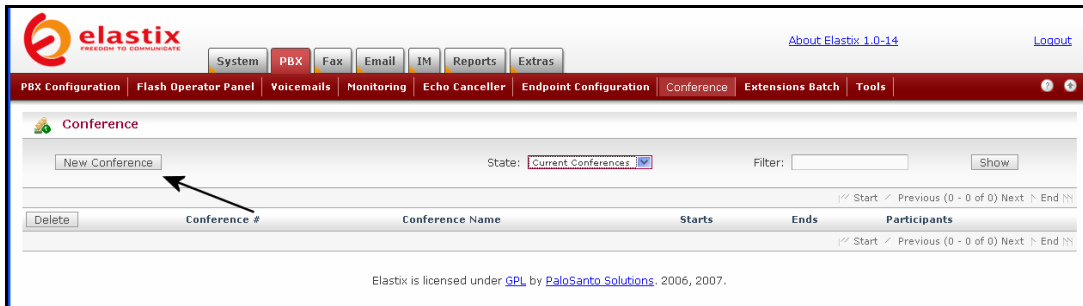 elastix
FREEDOM TO COMMUNICATE
About Elastix 1.0-14 Logout
System PBX Fax Email IM Reports Extras
PBX Configuration Flash Operator Panel Voicemails Monitoring Echo Canceller Endpoint Configuration Conference Extensions Batch Tools
Conference
New Conference State: Current Conferences Filter: Show
Start Previous (0 - 0 of 0) Next End
Delete Conference # Conference Name Starts Ends Participants
Start Previous (0 - 0 of 0) Next End
Elastix is licensed under GPL by PaloSanto Solutions. 2006, 2007.